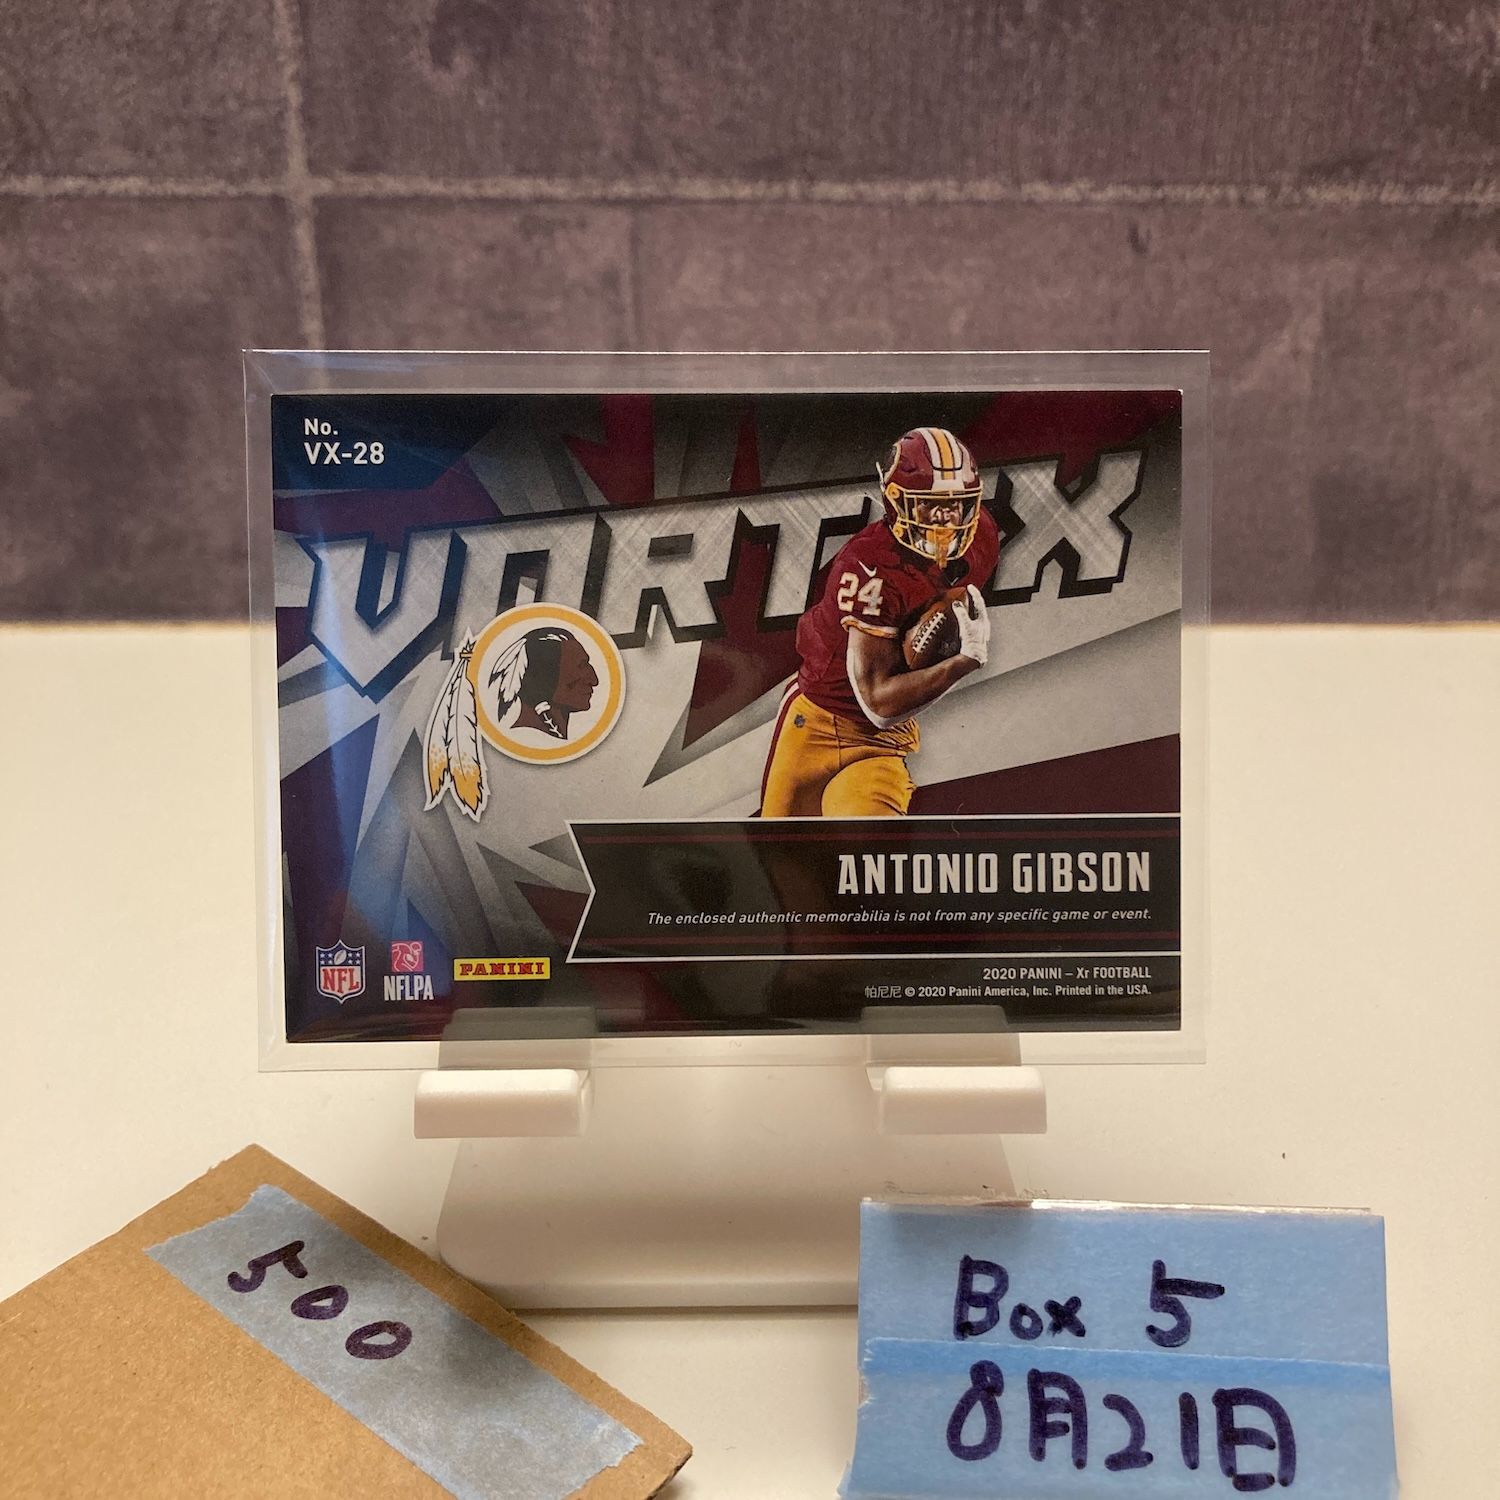 No.
VX-28
VORTEX
24
ANTONIO GIBSON
The enclosed authentic memorabilia is not from any specific game or event.
NFL
NFLPA
PANINI
2020 PANINI – Xr FOOTBALL
帕尼尼 © 2020 Panini America, Inc. Printed in the USA.
500
Box 5
8月21日